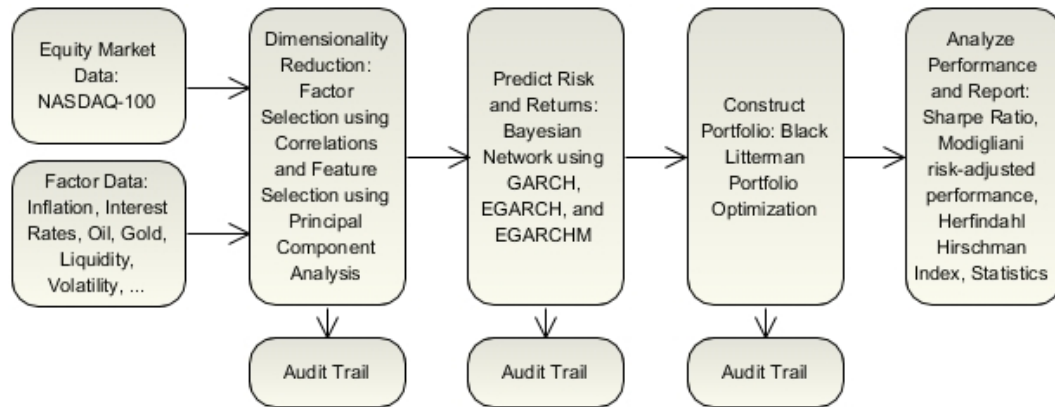 Equity Market
Data:
NASDAQ-100
Factor Data:
Inflation, Interest
Rates, Oil, Gold,
Liquidity,
Volatility, ...
Dimensionality
Reduction:
Factor
Selection using
Correlations
and Feature
Selection using
Principal
Component
Analysis
Audit Trail
Predict Risk
and Returns:
Bayesian
Network using
GARCH,
EGARCH, and
EGARCHM
Audit Trail
Construct
Portfolio: Black
Litterman
Portfolio
Optimization
Audit Trail
Analyze
Performance
and Report:
Sharpe Ratio,
Modigliani
risk-adjusted
performance,
Herfindahl
Hirschman
Index, Statistics